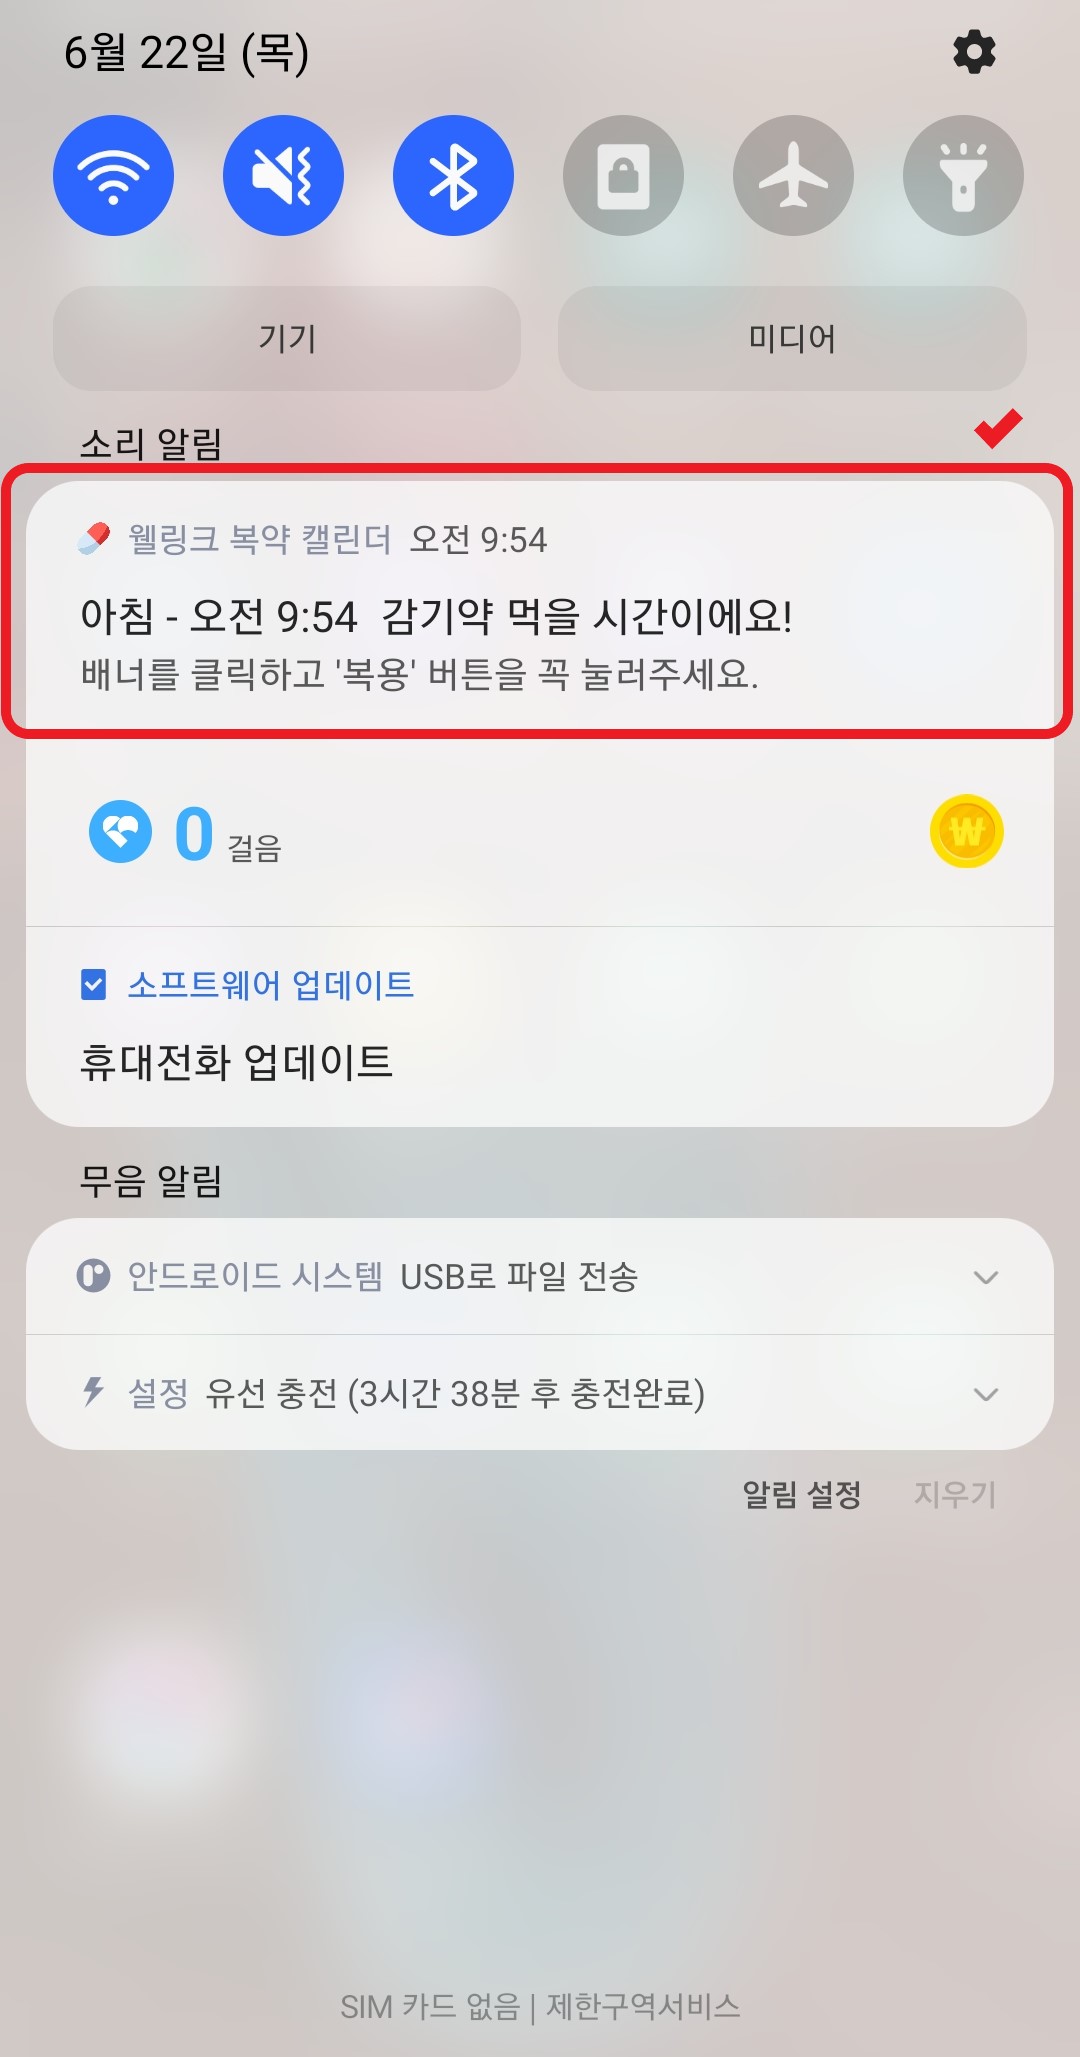 6월 22일 (목)
기기
미디어
소리 알림
웰링크 복약 캘린더 오전 9:54
아침 - 오전 9:54 감기약 먹을 시간이에요!
배너를 클릭하고 '복용' 버튼을 꼭 눌러주세요.
0 걸음
₩
소프트웨어 업데이트
휴대전화 업데이트
무음 알림
안드로이드 시스템 USB로 파일 전송
설정 유선 충전 (3시간 38분 후 충전완료)
알림 설정 지우기
SIM 카드 없음 | 제한구역서비스